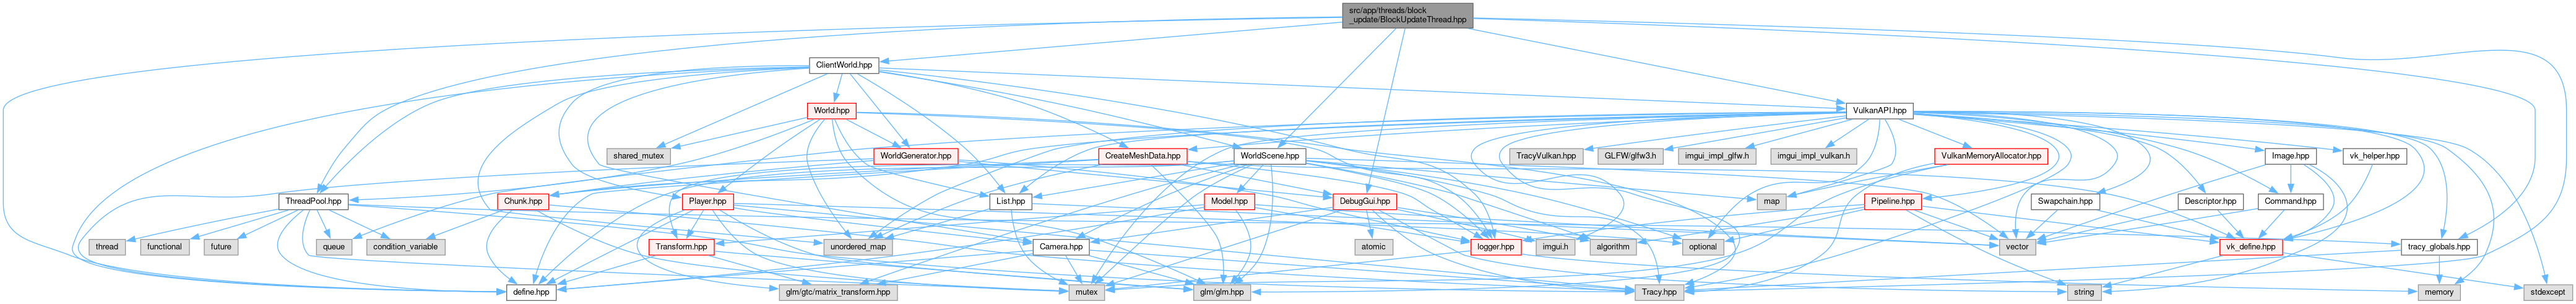 src/app/threads/block
_update/BlockUpdateThread.hpp
ClientWorld.hpp
World.hpp
VulkanAPI.hpp
shared_mutex
WorldGenerator.hpp
CreateMeshData.hpp
WorldScene.hpp
TracyVulkan.hpp
GLFW/glfw3.h
imgui_impl_glfw.h
imgui_impl_vulkan.h
VulkanMemoryAllocator.hpp
Image.hpp
vk_helper.hpp
ThreadPool.hpp
Chunk.hpp
Player.hpp
List.hpp
Model.hpp
DebugGui.hpp
map
Pipeline.hpp
Swapchain.hpp
Descriptor.hpp
Command.hpp
thread
functional
future
queue
condition_variable
Transform.hpp
unordered_map
Camera.hpp
atomic
logger.hpp
imgui.h
algorithm
optional
vector
vk_define.hpp
tracy_globals.hpp
define.hpp
glm/gtc/matrix_transform.hpp
mutex
glm/glm.hpp
Tracy.hpp
string
memory
stdexcept